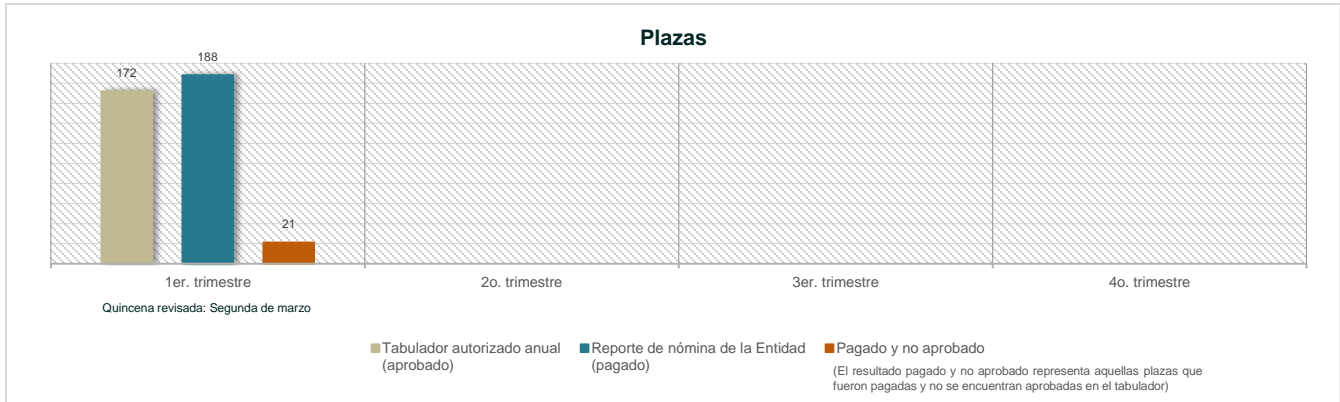 Plazas
172
188
21
1er. trimestre
2o. trimestre
3er. trimestre
4o. trimestre
Quincena revisada: Segunda de marzo
Tabulador autorizado anual
(aprobado)
Reporte de nómina de la Entidad
(pagado)
Pagado y no aprobado
(El resultado pagado y no aprobado representa aquellas plazas que
fueron pagadas y no se encuentran aprobadas en el tabulador)